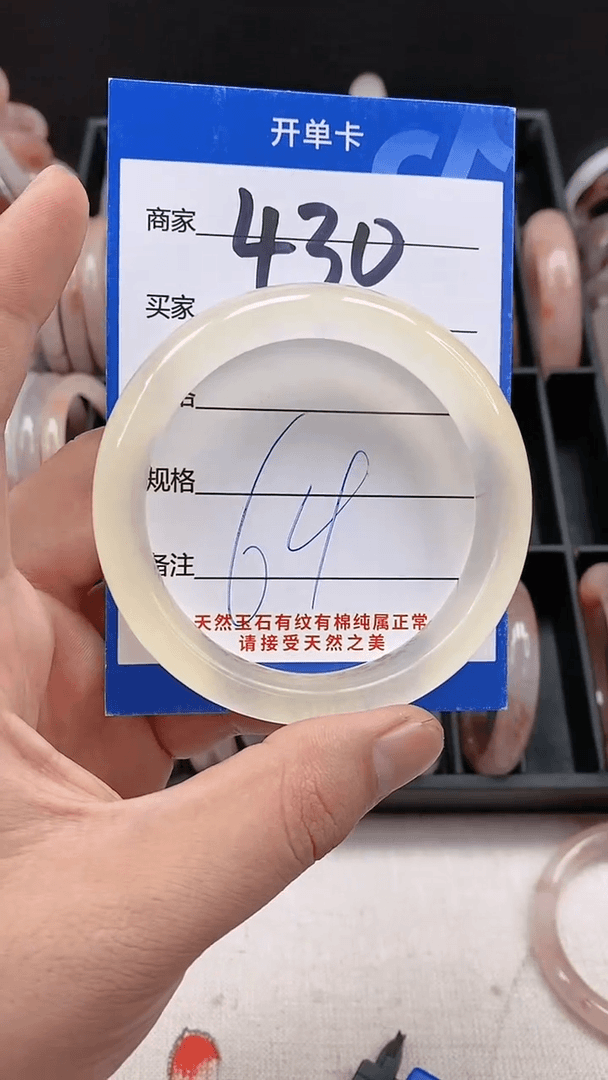 开单卡
商家 430
买家
规格 64
备注
天然玉石有纹有棉纯属正常
请接受天然之美